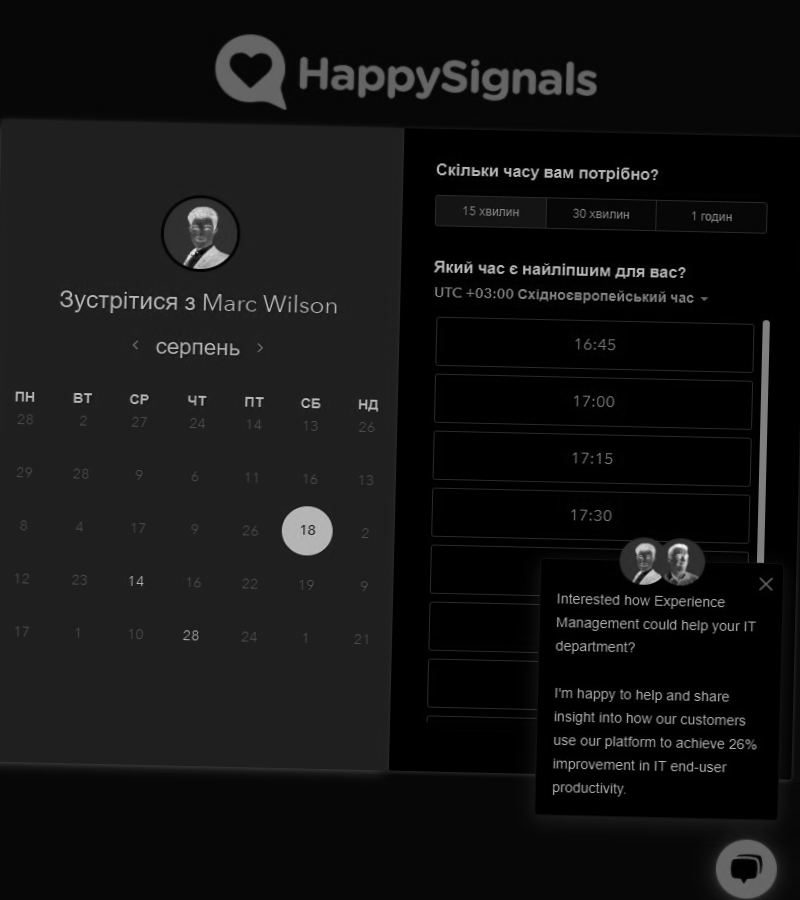 HappySignals
Зустрітися з Marc Wilson
серпень
ПН ВТ СР ЧТ ПТ СБ НД
28 2 27 24 14 13 26
29 28 9 6 11 16 13
8 4 17 9 26 18 2
12 23 14 16 22 19 9
17 1 10 28 24 1 21
Скільки часу вам потрібно?
15 хвилин 30 хвилин 1 годин
Який час є найліпшим для вас?
UTC +03:00 Східноєвропейський час
16:45
17:00
17:15
17:30
Interested how Experience
Management could help your IT
department?
I'm happy to help and share
insight into how our customers
use our platform to achieve 26%
improvement in IT end-user
productivity.